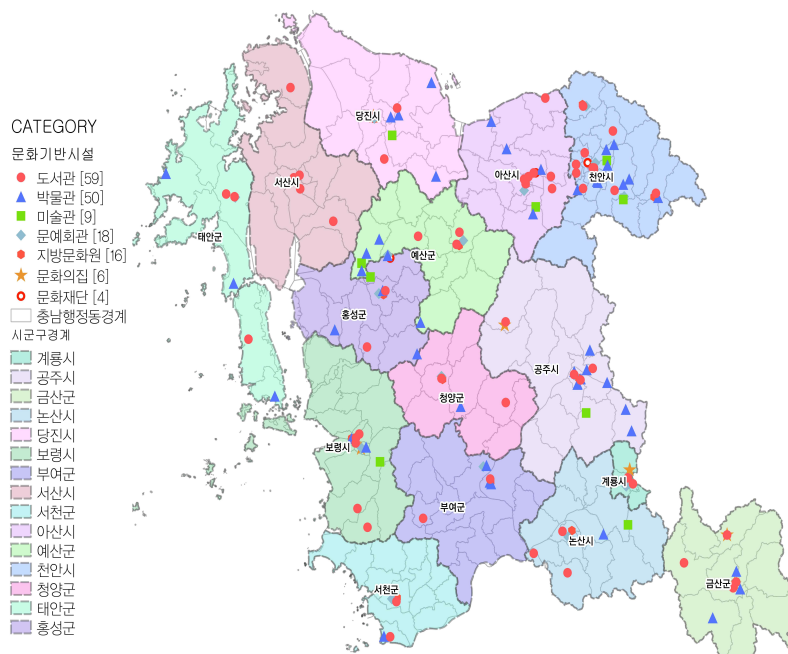 CATEGORY
문화기반시설
도서관 [59]
박물관 [50]
미술관 [9]
문예회관 [18]
지방문화원 [16]
문화의집 [6]
문화재단 [4]
충남행정동경계
시군구경계
계룡시
공주시
금산군
논산시
당진시
보령시
부여군
서산시
서천군
아산시
예산군
천안시
청양군
태안군
홍성군
당진시
아산시
천안시
서산시
태안군
예산군
홍성군
공주시
청양군
보령시
계룡시
부여군
논산시
금산군
서천군